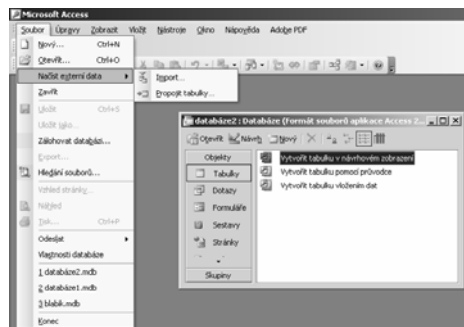 Microsoft Access
Soubor Úpravy Zobrazit Vložit Nástroje Okno Nápověda Adobe PDF
Nový... Ctrl+N
Otevřít... Ctrl+O
Načíst externí data
Import...
Propojit tabulky...
Zavřít
Uložit Ctrl+S
Uložit jako...
Zálohovat databázi...
Export...
Hledání souborů...
Vzhled stránky...
Náhled
Tisk... Ctrl+P
Odeslat
Vlastnosti databáze
1 databáze2.mdb
2 databáze1.mdb
3 blabik.mdb
Konec
databáze2 : Databáze (Formát souborů aplikace Access 2...
Otevřít Návrh Nový
Objekty
Tabulky
Dotazy
Formuláře
Sestavy
Stránky
Skupiny
Vytvořit tabulku v návrhovém zobrazení
Vytvořit tabulku pomocí průvodce
Vytvořit tabulku vložením dat